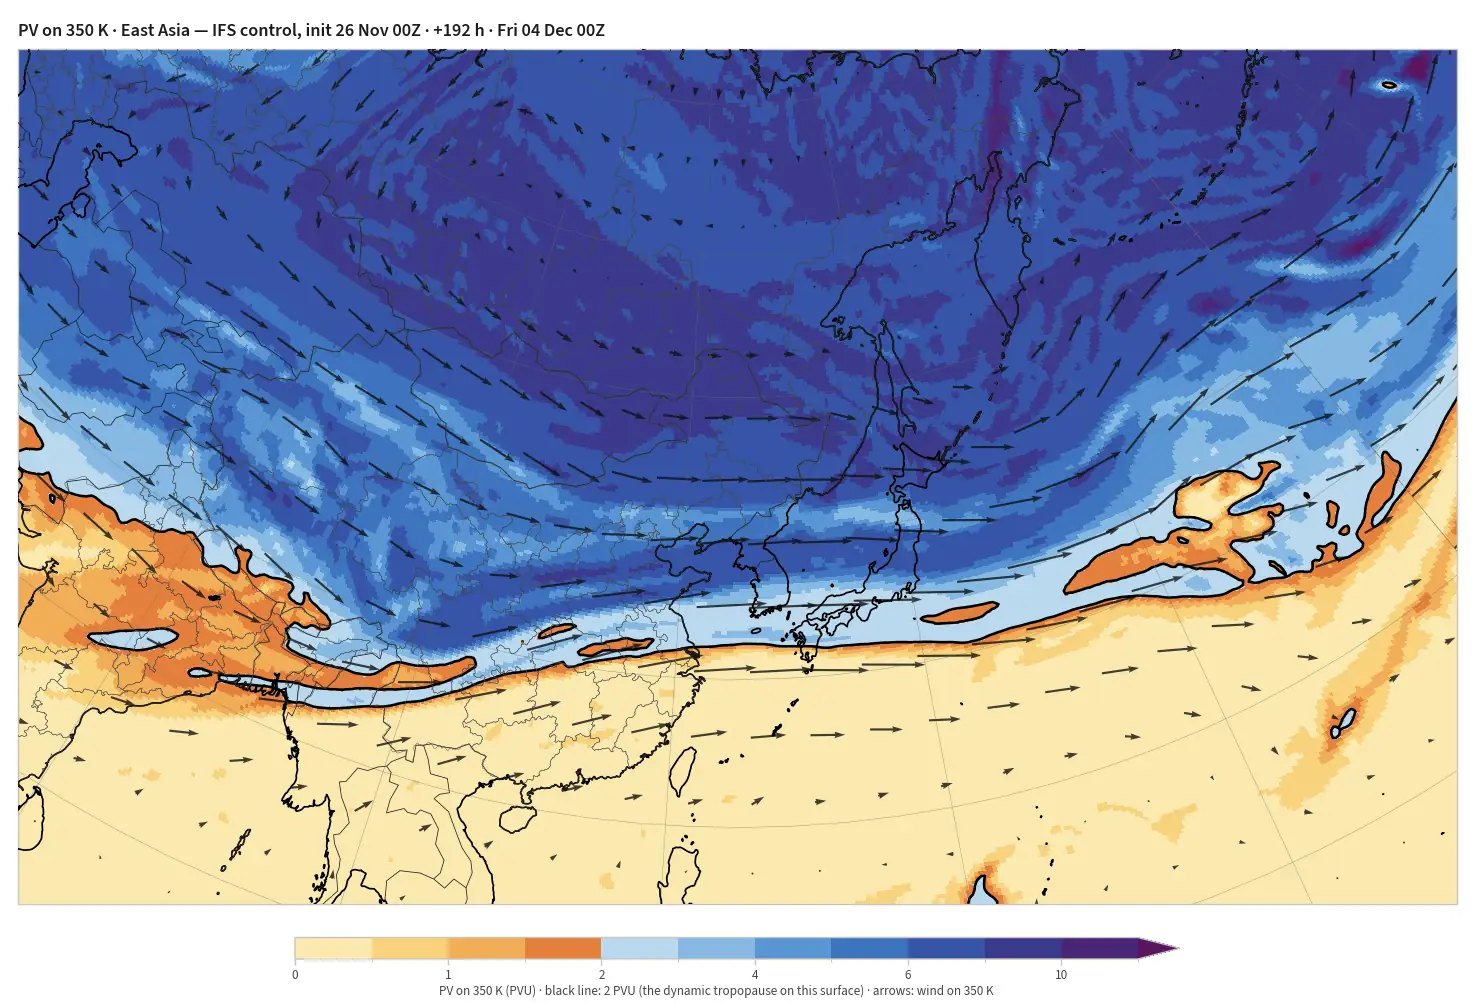 PV on 350 K · East Asia — IFS control, init 26 Nov 00Z · +192 h · Fri 04 Dec 00Z
0 1 2 4 6 10
PV on 350 K (PVU) · black line: 2 PVU (the dynamic tropopause on this surface) · arrows: wind on 350 K